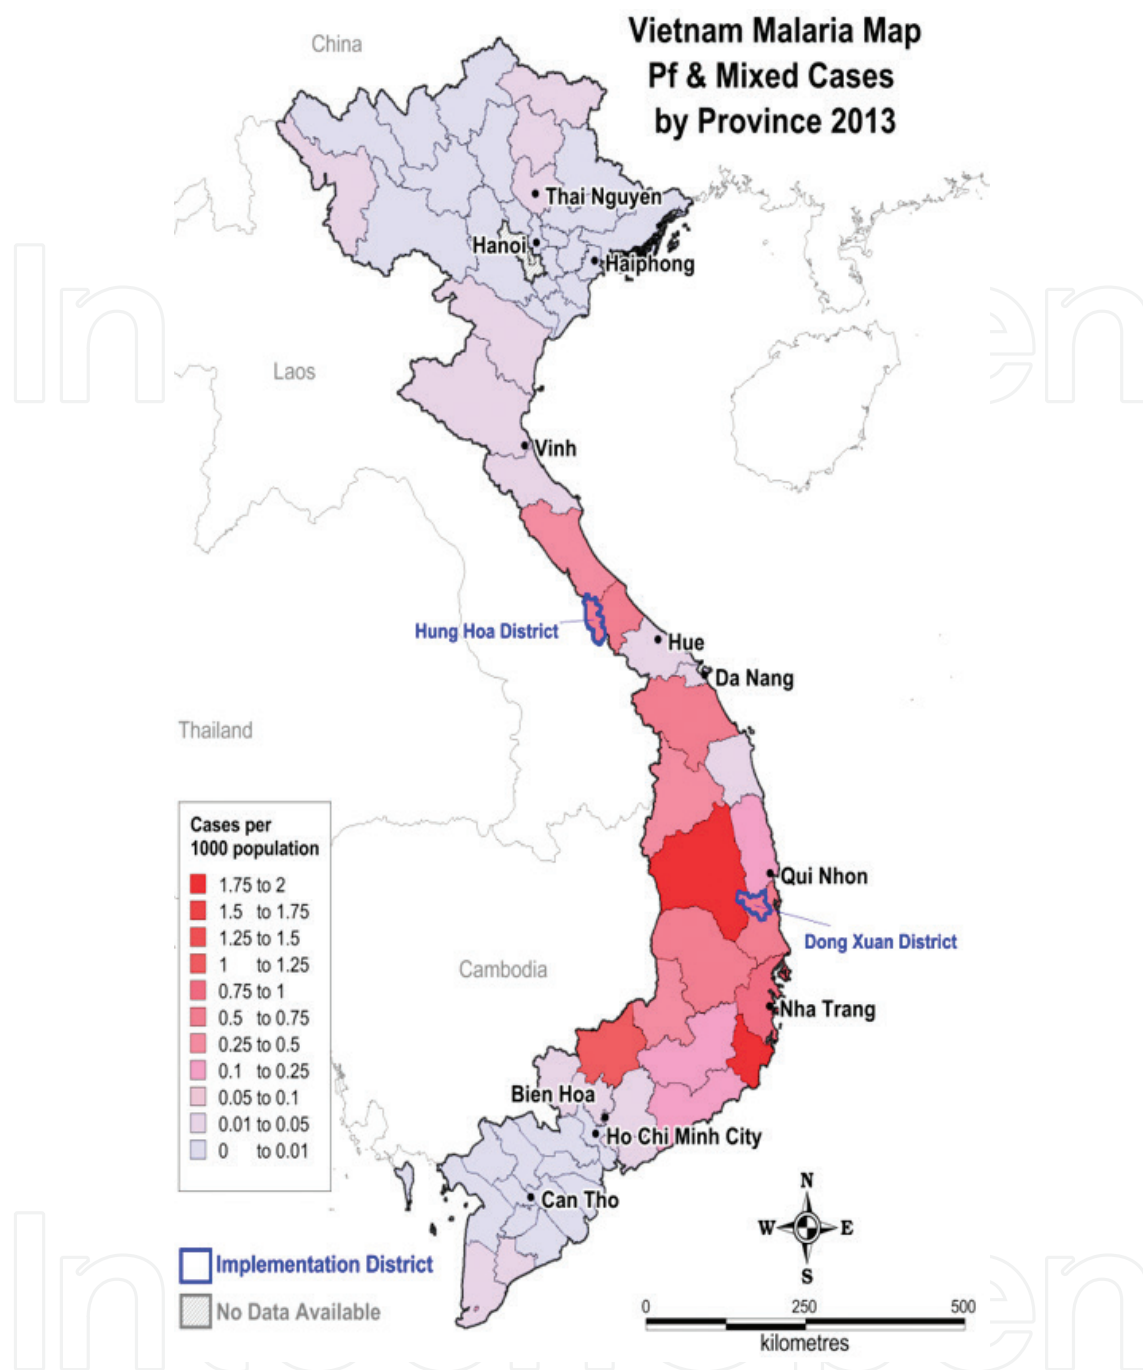 Vietnam Malaria Map
Pf & Mixed Cases
by Province 2013
China
Thai Nguyen
Hanoi
Haiphong
Laos
Vinh
Hung Hoa District
Hue
Da Nang
Thailand
Cases per
1000 population
1.75 to 2
1.5 to 1.75
1.25 to 1.5
1 to 1.25
0.75 to 1
0.5 to 0.75
0.25 to 0.5
0.1 to 0.25
0.05 to 0.1
0.01 to 0.05
0 to 0.01
Qui Nhon
Dong Xuan District
Cambodia
Nha Trang
Bien Hoa
Ho Chi Minh City
Can Tho
N
W E
S
Implementation District
No Data Available
0 250 500
kilometres